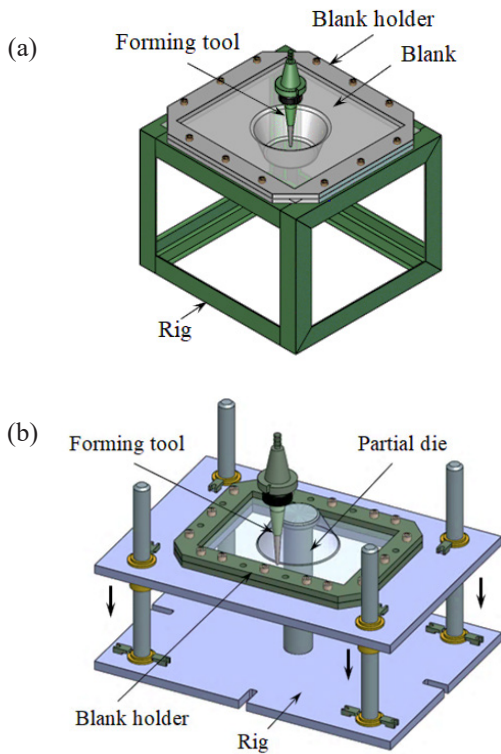 (a)
Blank holder
Forming tool
Blank
Rig
(b)
Forming tool
Partial die
Blank holder
Rig